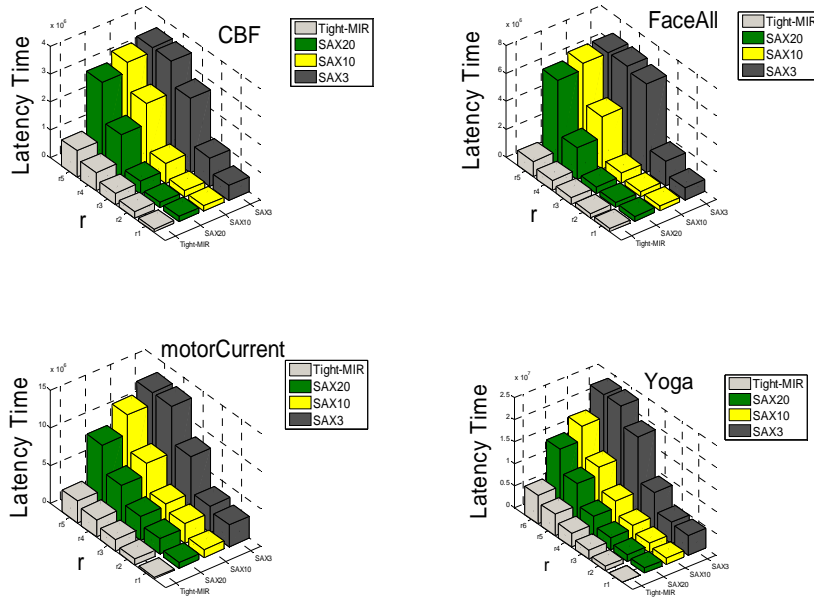 CBF
x 10^6
4
3
2
1
0
Latency Time
r5
r4
r3
r2
r1
r
Tight-MIR
SAX20
SAX10
SAX3
Tight-MIR
SAX20
SAX10
SAX3
FaceAll
x 10^6
8
6
4
2
0
Latency Time
r5
r4
r3
r2
r1
r
Tight-MIR
SAX20
SAX10
SAX3
Tight-MIR
SAX20
SAX10
SAX3
motorCurrent
x 10^6
15
10
5
0
Latency Time
r5
r4
r3
r2
r1
r
Tight-MIR
SAX20
SAX10
SAX3
Tight-MIR
SAX20
SAX10
SAX3
Yoga
x 10^7
2.5
2
1.5
1
0.5
0
Latency Time
r6
r5
r4
r3
r2
r1
r
Tight-MIR
SAX20
SAX10
SAX3
Tight-MIR
SAX20
SAX10
SAX3